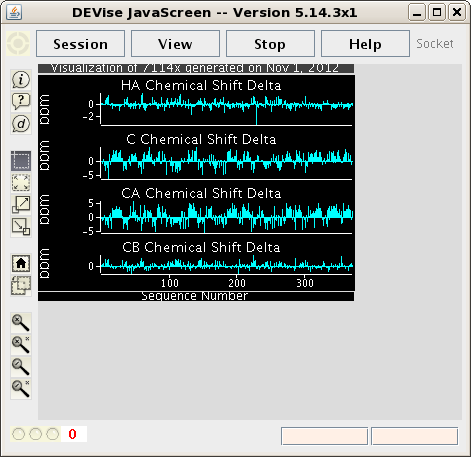 DEVise JavaScreen -- Version 5.14.3x1
Session View Stop Help Socket
Visualization of 7114x generated on Nov 1, 2012
HA Chemical Shift Delta
ppm
0
-2
C Chemical Shift Delta
ppm
0
-5
CA Chemical Shift Delta
ppm
5
0
-5
CB Chemical Shift Delta
ppm
0
100 200 300
Sequence Number
0